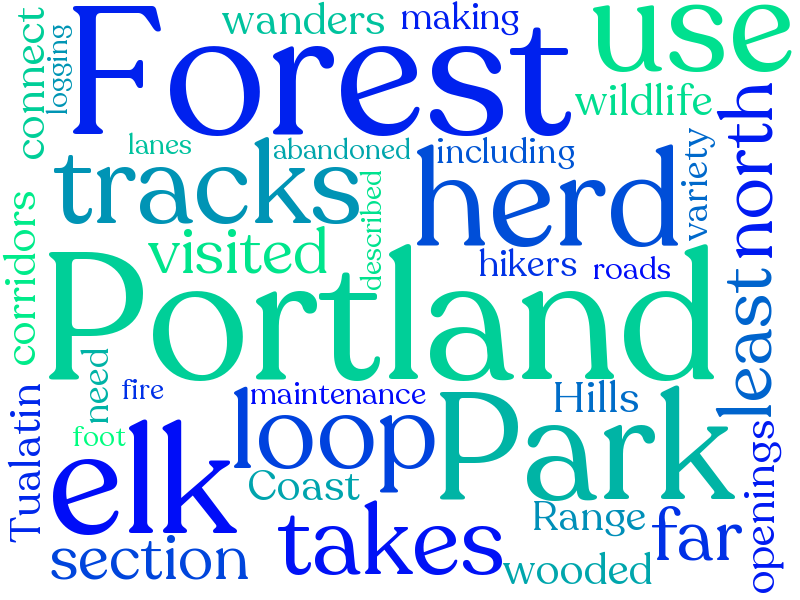 connect
logging
Forest
wanders
making
use
wildlife
lanes
abandoned
including
north
tracks
herd
variety
described
corridors
visited
hikers
roads
Portland
least
need
fire
maintenance
Hills
Tualatin
foot
elk
loop
Park
openings
Coast
Range
far
section
takes
wooded